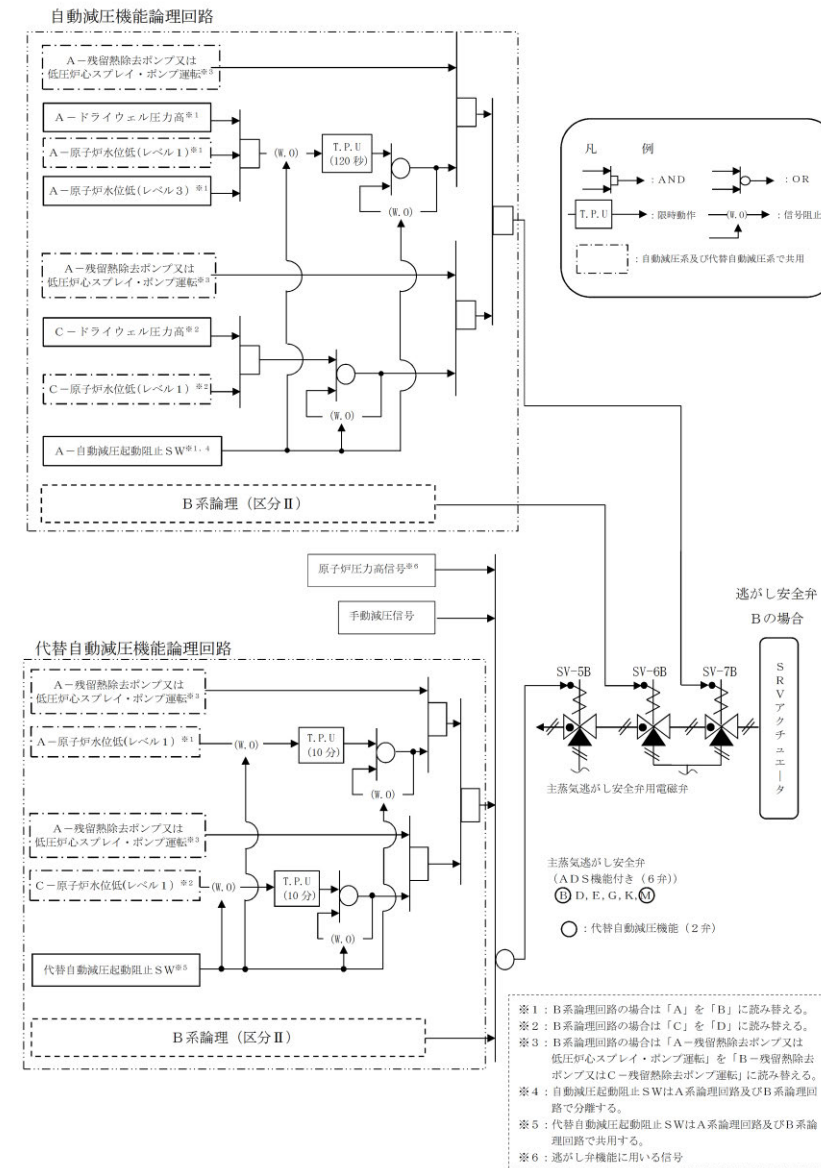 自動減圧機能論理回路
A-残留熱除去ポンプ又は
低圧炉心スプレイ・ポンプ運転※3
A-ドライウェル圧力高※1
A-原子炉水位低(レベル1)※1
A-原子炉水位低(レベル3)※1
(W.O)
T.P.U
(120秒)
(W.O)
A-残留熱除去ポンプ又は
低圧炉心スプレイ・ポンプ運転※3
C-ドライウェル圧力高※2
C-原子炉水位低(レベル1)※2
(W.O)
A-自動減圧起動阻止SW※1,4
B系論理(区分Ⅱ)
凡 例
:AND
:OR
T.P.U
:限時動作
(W.O)
:信号阻止
:自動減圧系及び代替自動減圧系で共用
原子炉圧力高信号※6
手動減圧信号
代替自動減圧機能論理回路
A-残留熱除去ポンプ又は
低圧炉心スプレイ・ポンプ運転※3
A-原子炉水位低(レベル1)※1
(W.O)
T.P.U
(10分)
(W.O)
A-残留熱除去ポンプ又は
低圧炉心スプレイ・ポンプ運転※3
C-原子炉水位低(レベル1)※2
(W.O)
T.P.U
(10分)
(W.O)
代替自動減圧起動阻止SW※5
B系論理(区分Ⅱ)
逃がし安全弁
Bの場合
SV-5B
SV-6B
SV-7B
SRVアクチュエータ
主蒸気逃がし安全弁用電磁弁
主蒸気逃がし安全弁
(ADS機能付き(6弁))
B,D,E,G,K,M
:代替自動減圧機能(2弁)
※1:B系論理回路の場合は「A」を「B」に読み替える。
※2:B系論理回路の場合は「C」を「D」に読み替える。
※3:B系論理回路の場合は「A-残留熱除去ポンプ又は
低圧炉心スプレイ・ポンプ運転」を「B-残留熱除去
ポンプ又はC-残留熱除去ポンプ運転」に読み替える。
※4:自動減圧起動阻止SWはA系論理回路及びB系論理回
路で分離する。
※5:代替自動減圧起動阻止SWはA系論理回路及びB系論
理回路で共用する。
※6:逃がし弁機能に用いる信号